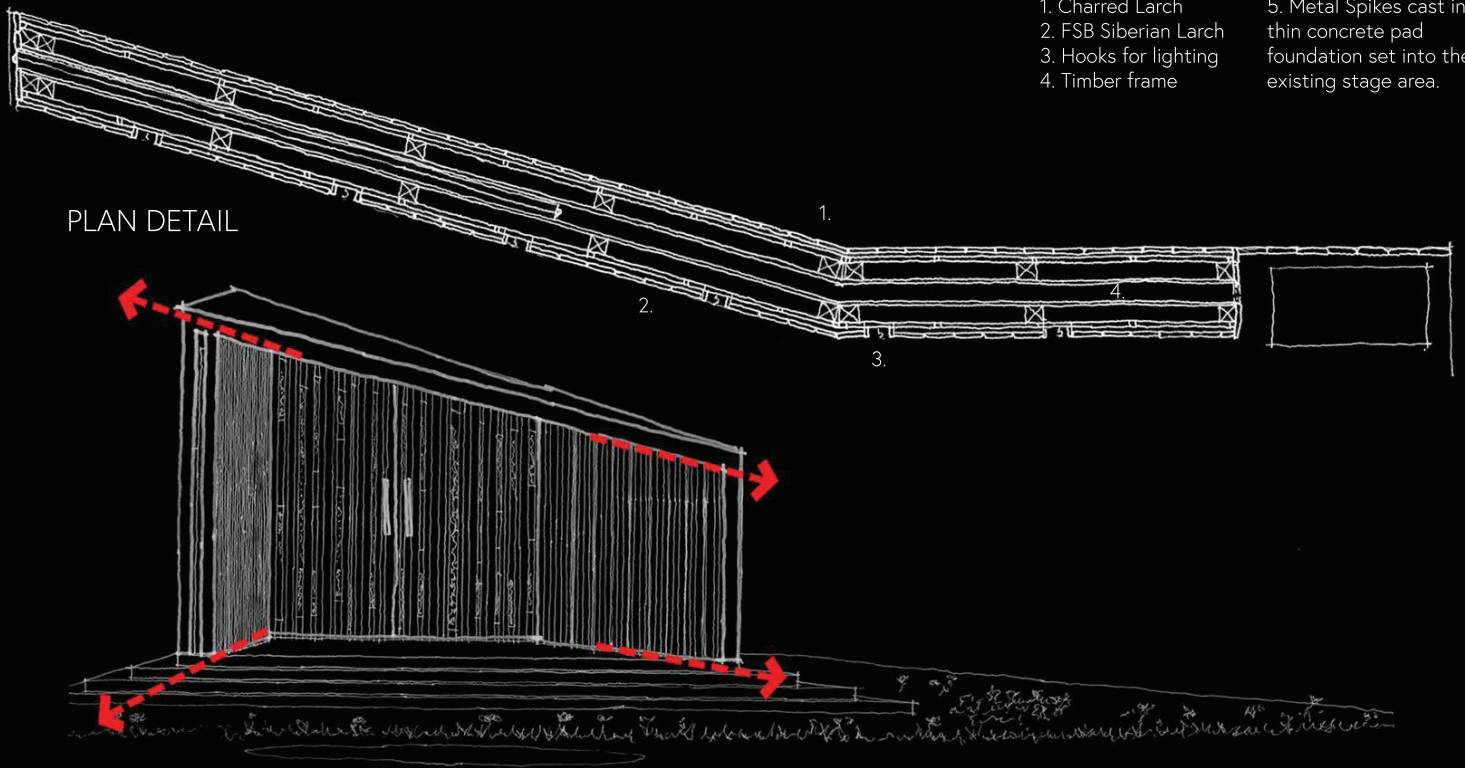 1. Charred Larch
2. FSB Siberian Larch
3. Hooks for lighting
4. Timber frame
5. Metal Spikes cast in
thin concrete pad
foundation set into the
existing stage area.
PLAN DETAIL
1.
2.
3.
4.